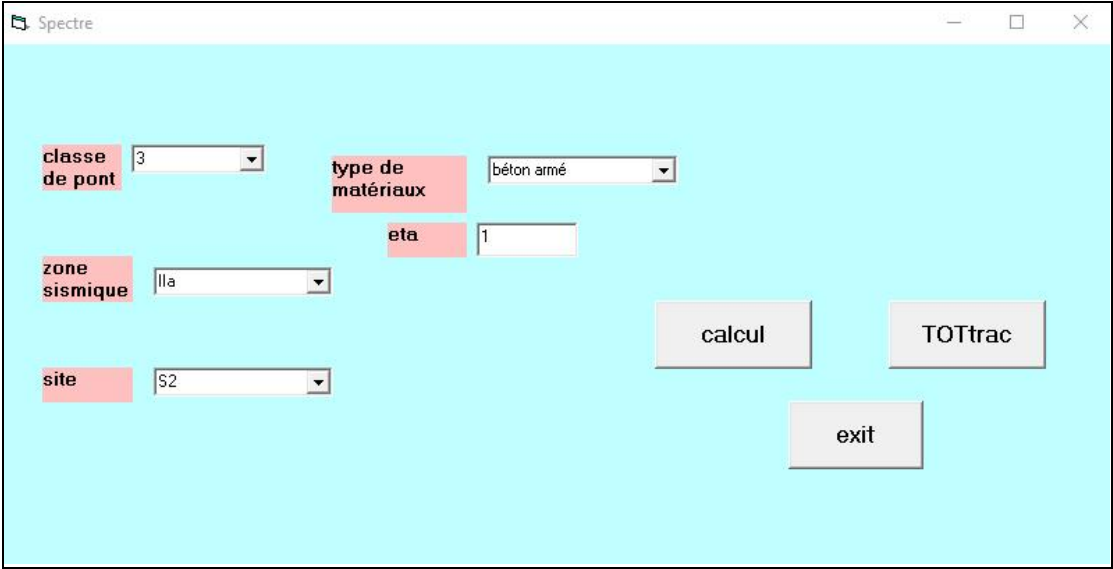 Spectre
classe
de pont
3
type de
matériaux
béton armé
eta
1
zone
sismique
IIa
site
S2
calcul
TOTtrac
exit